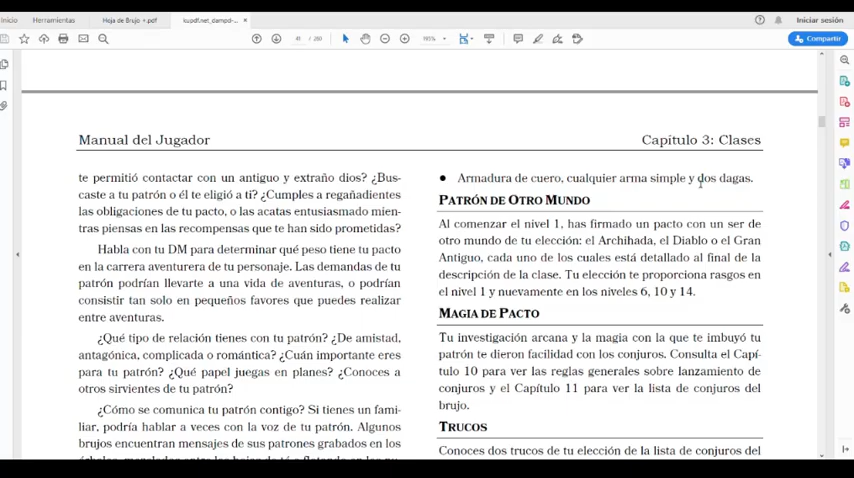 Inicio
Herramientas
Hoja de Brujo +.pdf
kupdf.net_dampd-...
Iniciar sesión
/ 260
195%
Compartir
Manual del Jugador
Capítulo 3: Clases
te permitió contactar con un antiguo y extraño dios? ¿Bus-
caste a tu patrón o él te eligió a ti? ¿Cumples a regañadientes
las obligaciones de tu pacto, o las acatas entusiasmado mien-
tras piensas en las recompensas que te han sido prometidas?
Habla con tu DM para determinar qué peso tiene tu pacto
en la carrera aventurera de tu personaje. Las demandas de tu
patrón podrían llevarte a una vida de aventuras, o podrían
consistir tan solo en pequeños favores que puedes realizar
entre aventuras.
¿Qué tipo de relación tienes con tu patrón? ¿De amistad,
antagónica, complicada o romántica? ¿Cuán importante eres
para tu patrón? ¿Qué papel juegas en planes? ¿Conoces a
otros sirvientes de tu patrón?
¿Cómo se comunica tu patrón contigo? Si tienes un fami-
liar, podría hablar a veces con la voz de tu patrón. Algunos
brujos encuentran mensajes de sus patrones grabados en los
● Armadura de cuero, cualquier arma simple y dos dagas.
PATRÓN DE OTRO MUNDO
Al comenzar el nivel 1, has firmado un pacto con un ser de
otro mundo de tu elección: el Archihada, el Diablo o el Gran
Antiguo, cada uno de los cuales está detallado al final de la
descripción de la clase. Tu elección te proporciona rasgos en
el nivel 1 y nuevamente en los niveles 6, 10 y 14.
MAGIA DE PACTO
Tu investigación arcana y la magia con la que te imbuyó tu
patrón te dieron facilidad con los conjuros. Consulta el Capí-
tulo 10 para ver las reglas generales sobre lanzamiento de
conjuros y el Capítulo 11 para ver la lista de conjuros del
brujo.
TRUCOS
Conoces dos trucos de tu elección de la lista de conjuros del